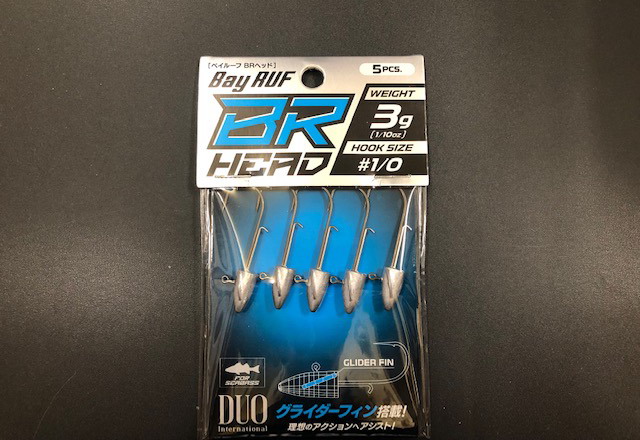 [ベイルーフ BRヘッド]
Bay RUF
BR
HEAD
5PCS.
WEIGHT
3g
[1/10oz]
HOOK SIZE
#1/0
GLIDER FIN
FOR
SEABASS
DUO
International
グライダーフィン搭載!
理想のアクションへアシスト!